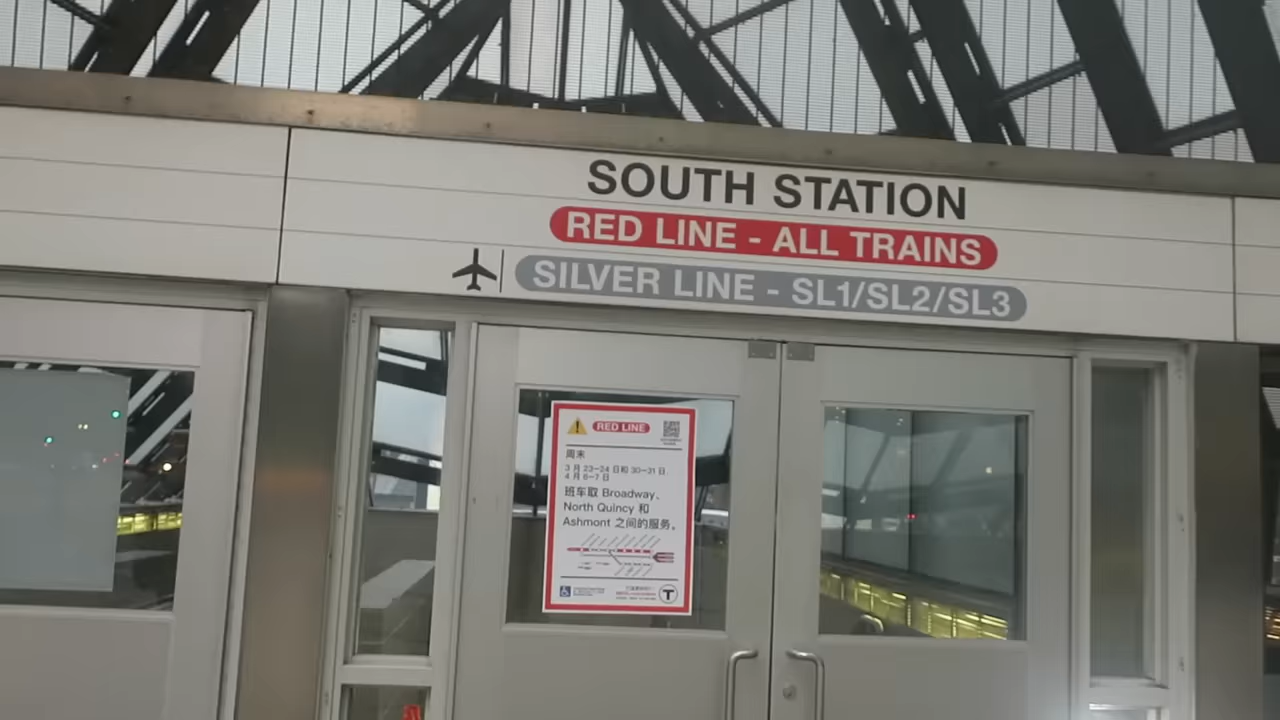 SOUTH STATION
RED LINE - ALL TRAINS
SILVER LINE - SL1/SL2/SL3
RED LINE
周末
3 月 23-24 日和 30-31 日
4 月 6-7 日
班车取 Broadway、
North Quincy 和
Ashmont 之间的服务。
T